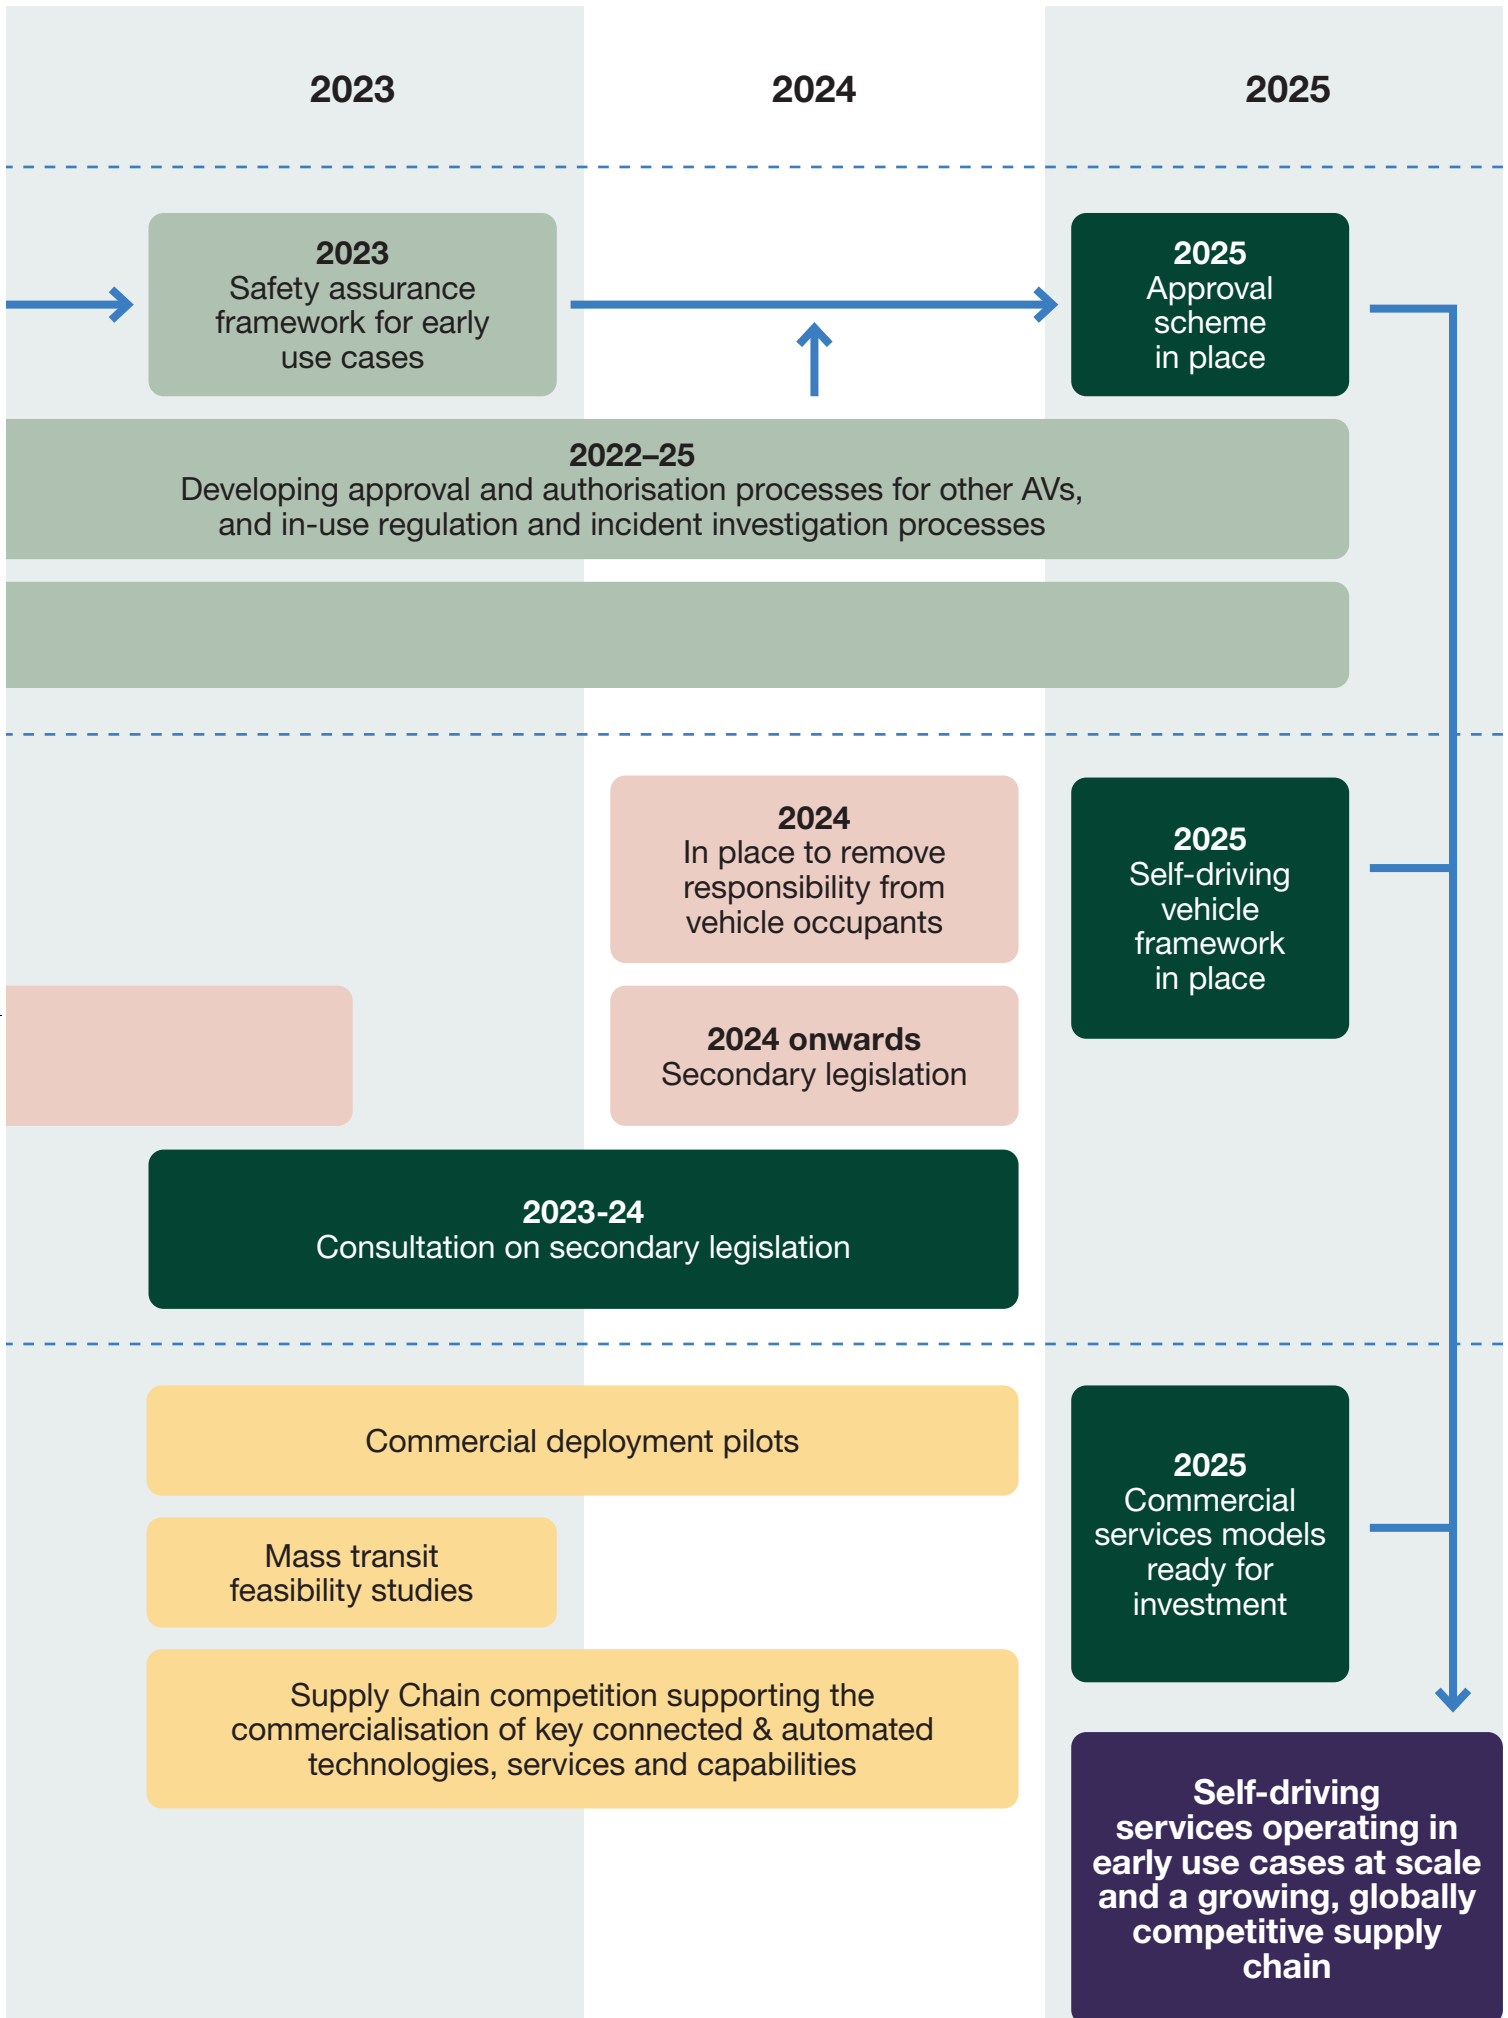 2023
2024
2025
2023
Safety assurance
framework for early
use cases
2025
Approval
scheme
in place
2022–25
Developing approval and authorisation processes for other AVs,
and in-use regulation and incident investigation processes
2024
In place to remove
responsibility from
vehicle occupants
2025
Self-driving
vehicle
framework
in place
2024 onwards
Secondary legislation
2023-24
Consultation on secondary legislation
Commercial deployment pilots
Mass transit
feasibility studies
Supply Chain competition supporting the
commercialisation of key connected & automated
technologies, services and capabilities
2025
Commercial
services models
ready for
investment
Self-driving
services operating in
early use cases at scale
and a growing, globally
competitive supply
chain